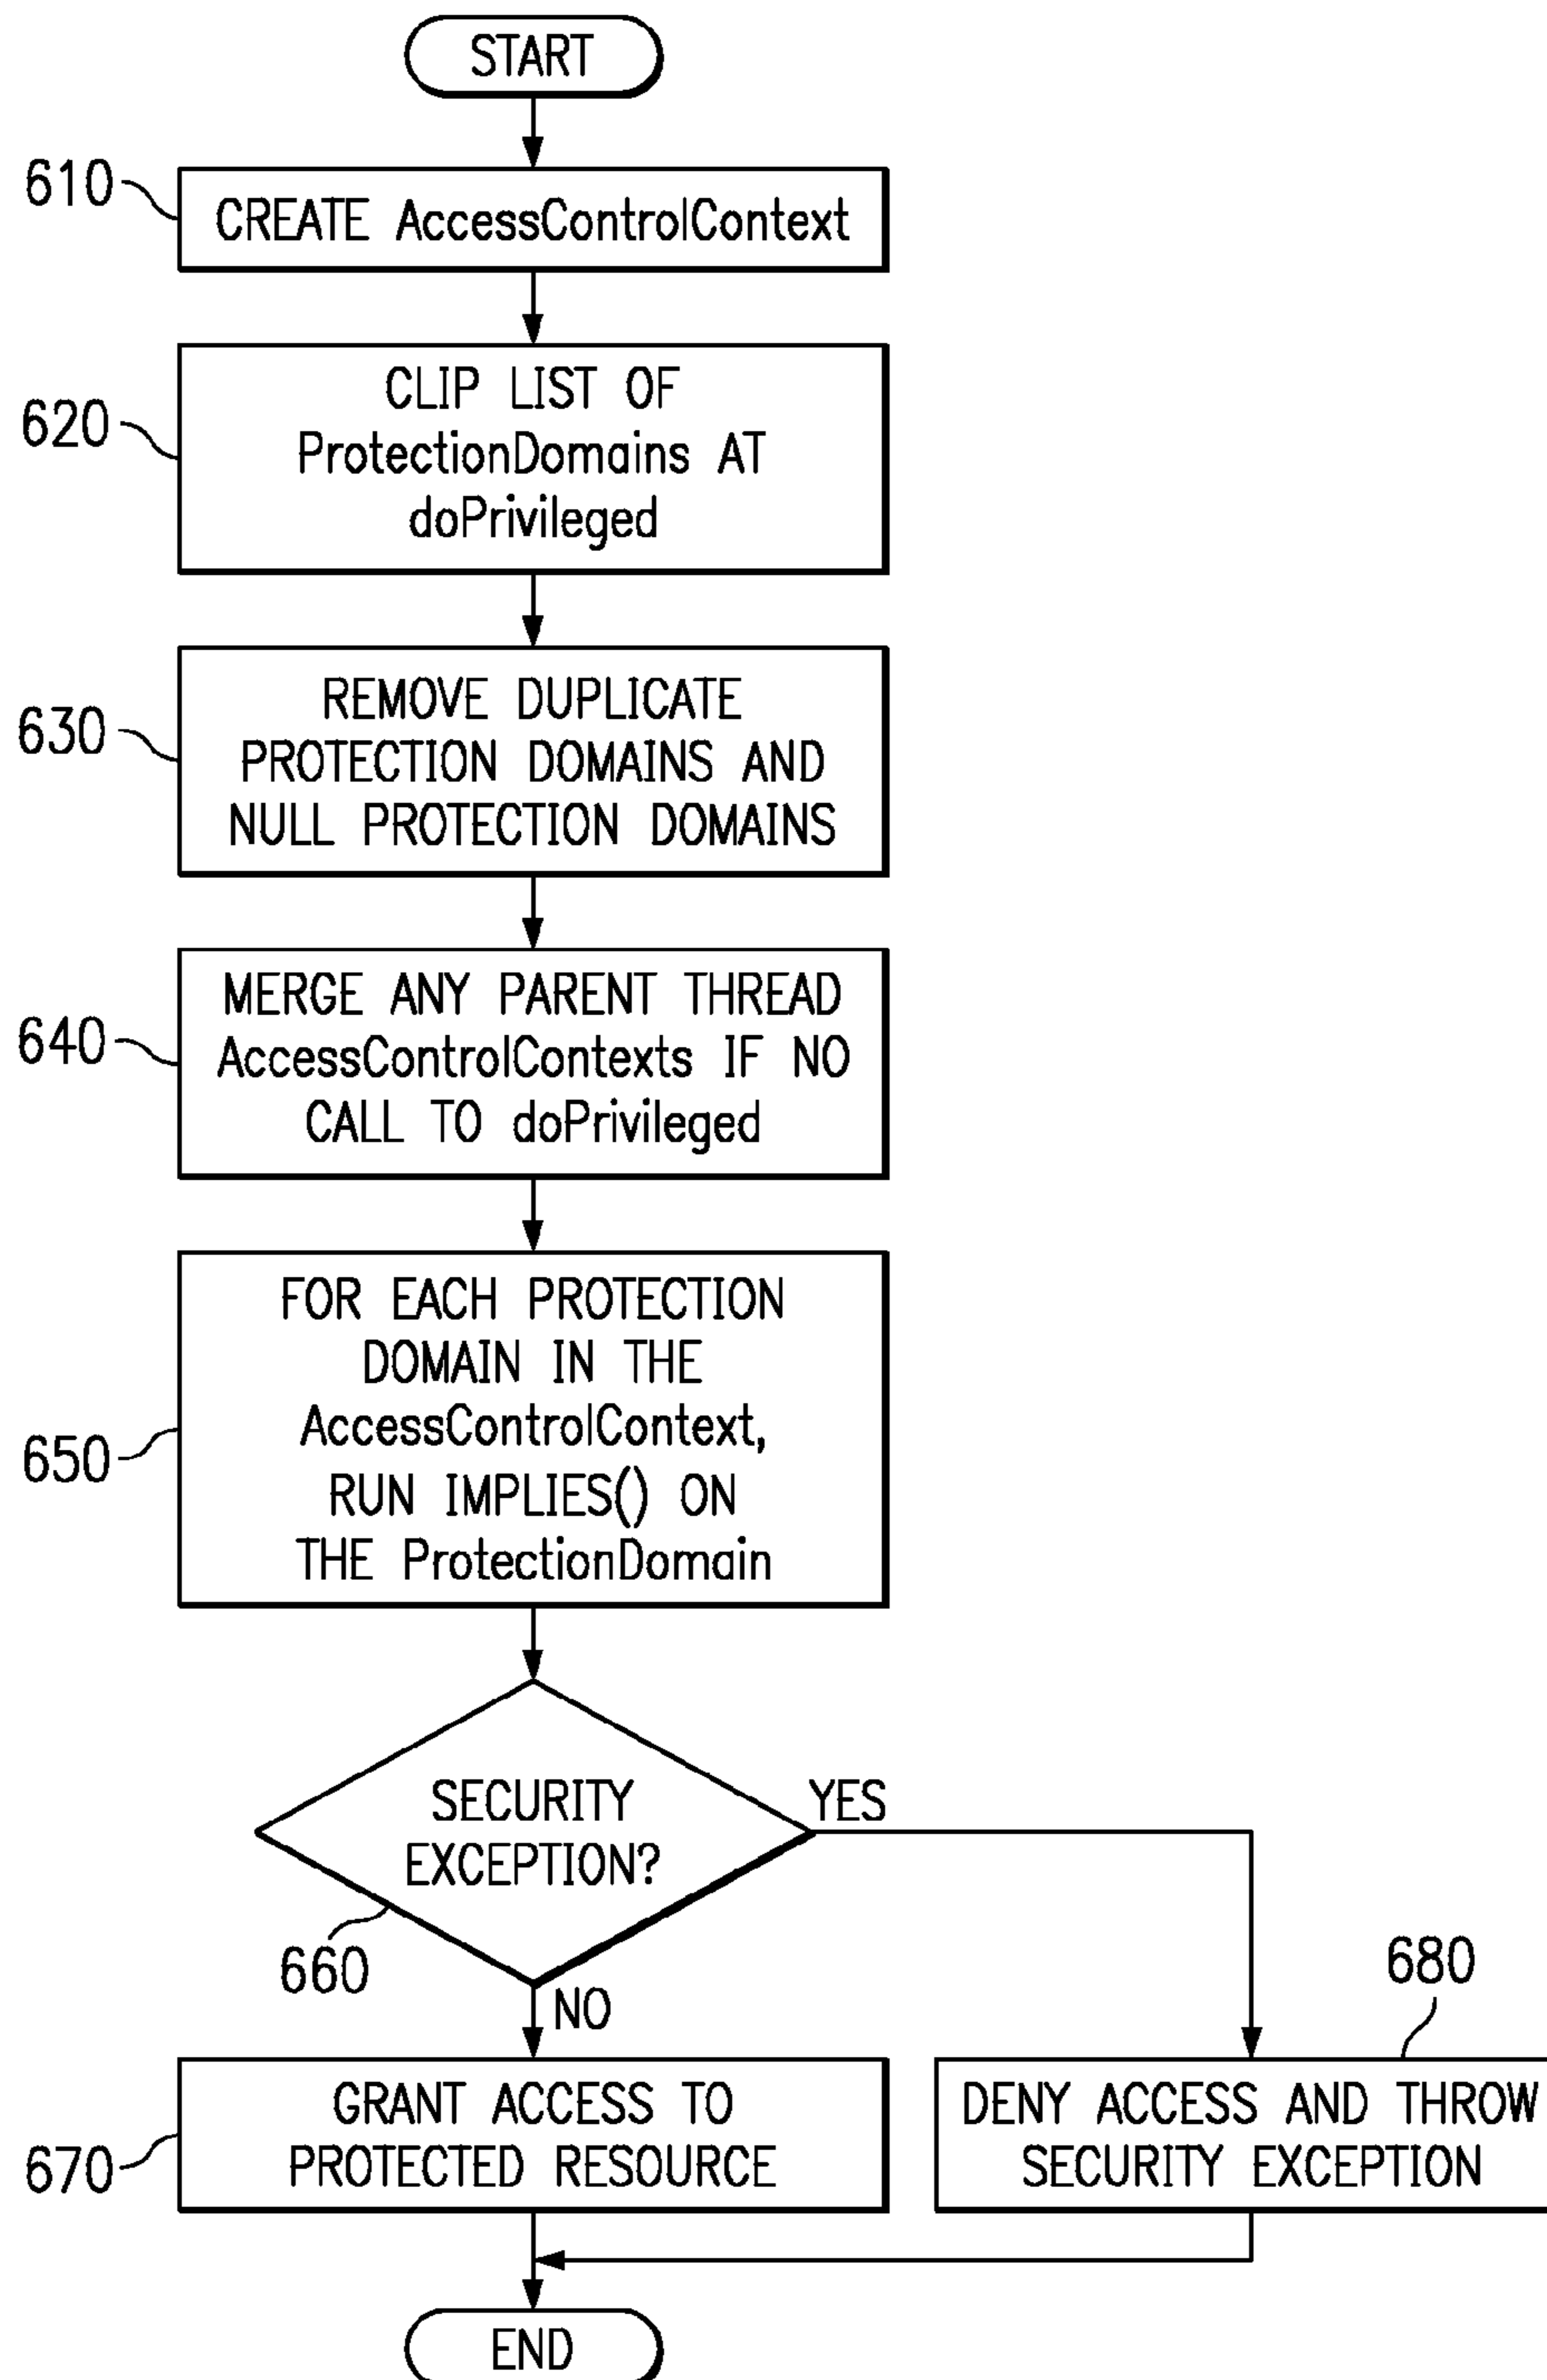 START
610
CREATE AccessControlContext
620
CLIP LIST OF
ProtectionDomains AT
doPrivileged
630
REMOVE DUPLICATE
PROTECTION DOMAINS AND
NULL PROTECTION DOMAINS
640
MERGE ANY PARENT THREAD
AccessControlContexts IF NO
CALL TO doPrivileged
650
FOR EACH PROTECTION
DOMAIN IN THE
AccessControlContext,
RUN IMPLIES() ON
THE ProtectionDomain
SECURITY
EXCEPTION?
YES
660
NO
680
670
GRANT ACCESS TO
PROTECTED RESOURCE
DENY ACCESS AND THROW
SECURITY EXCEPTION
END